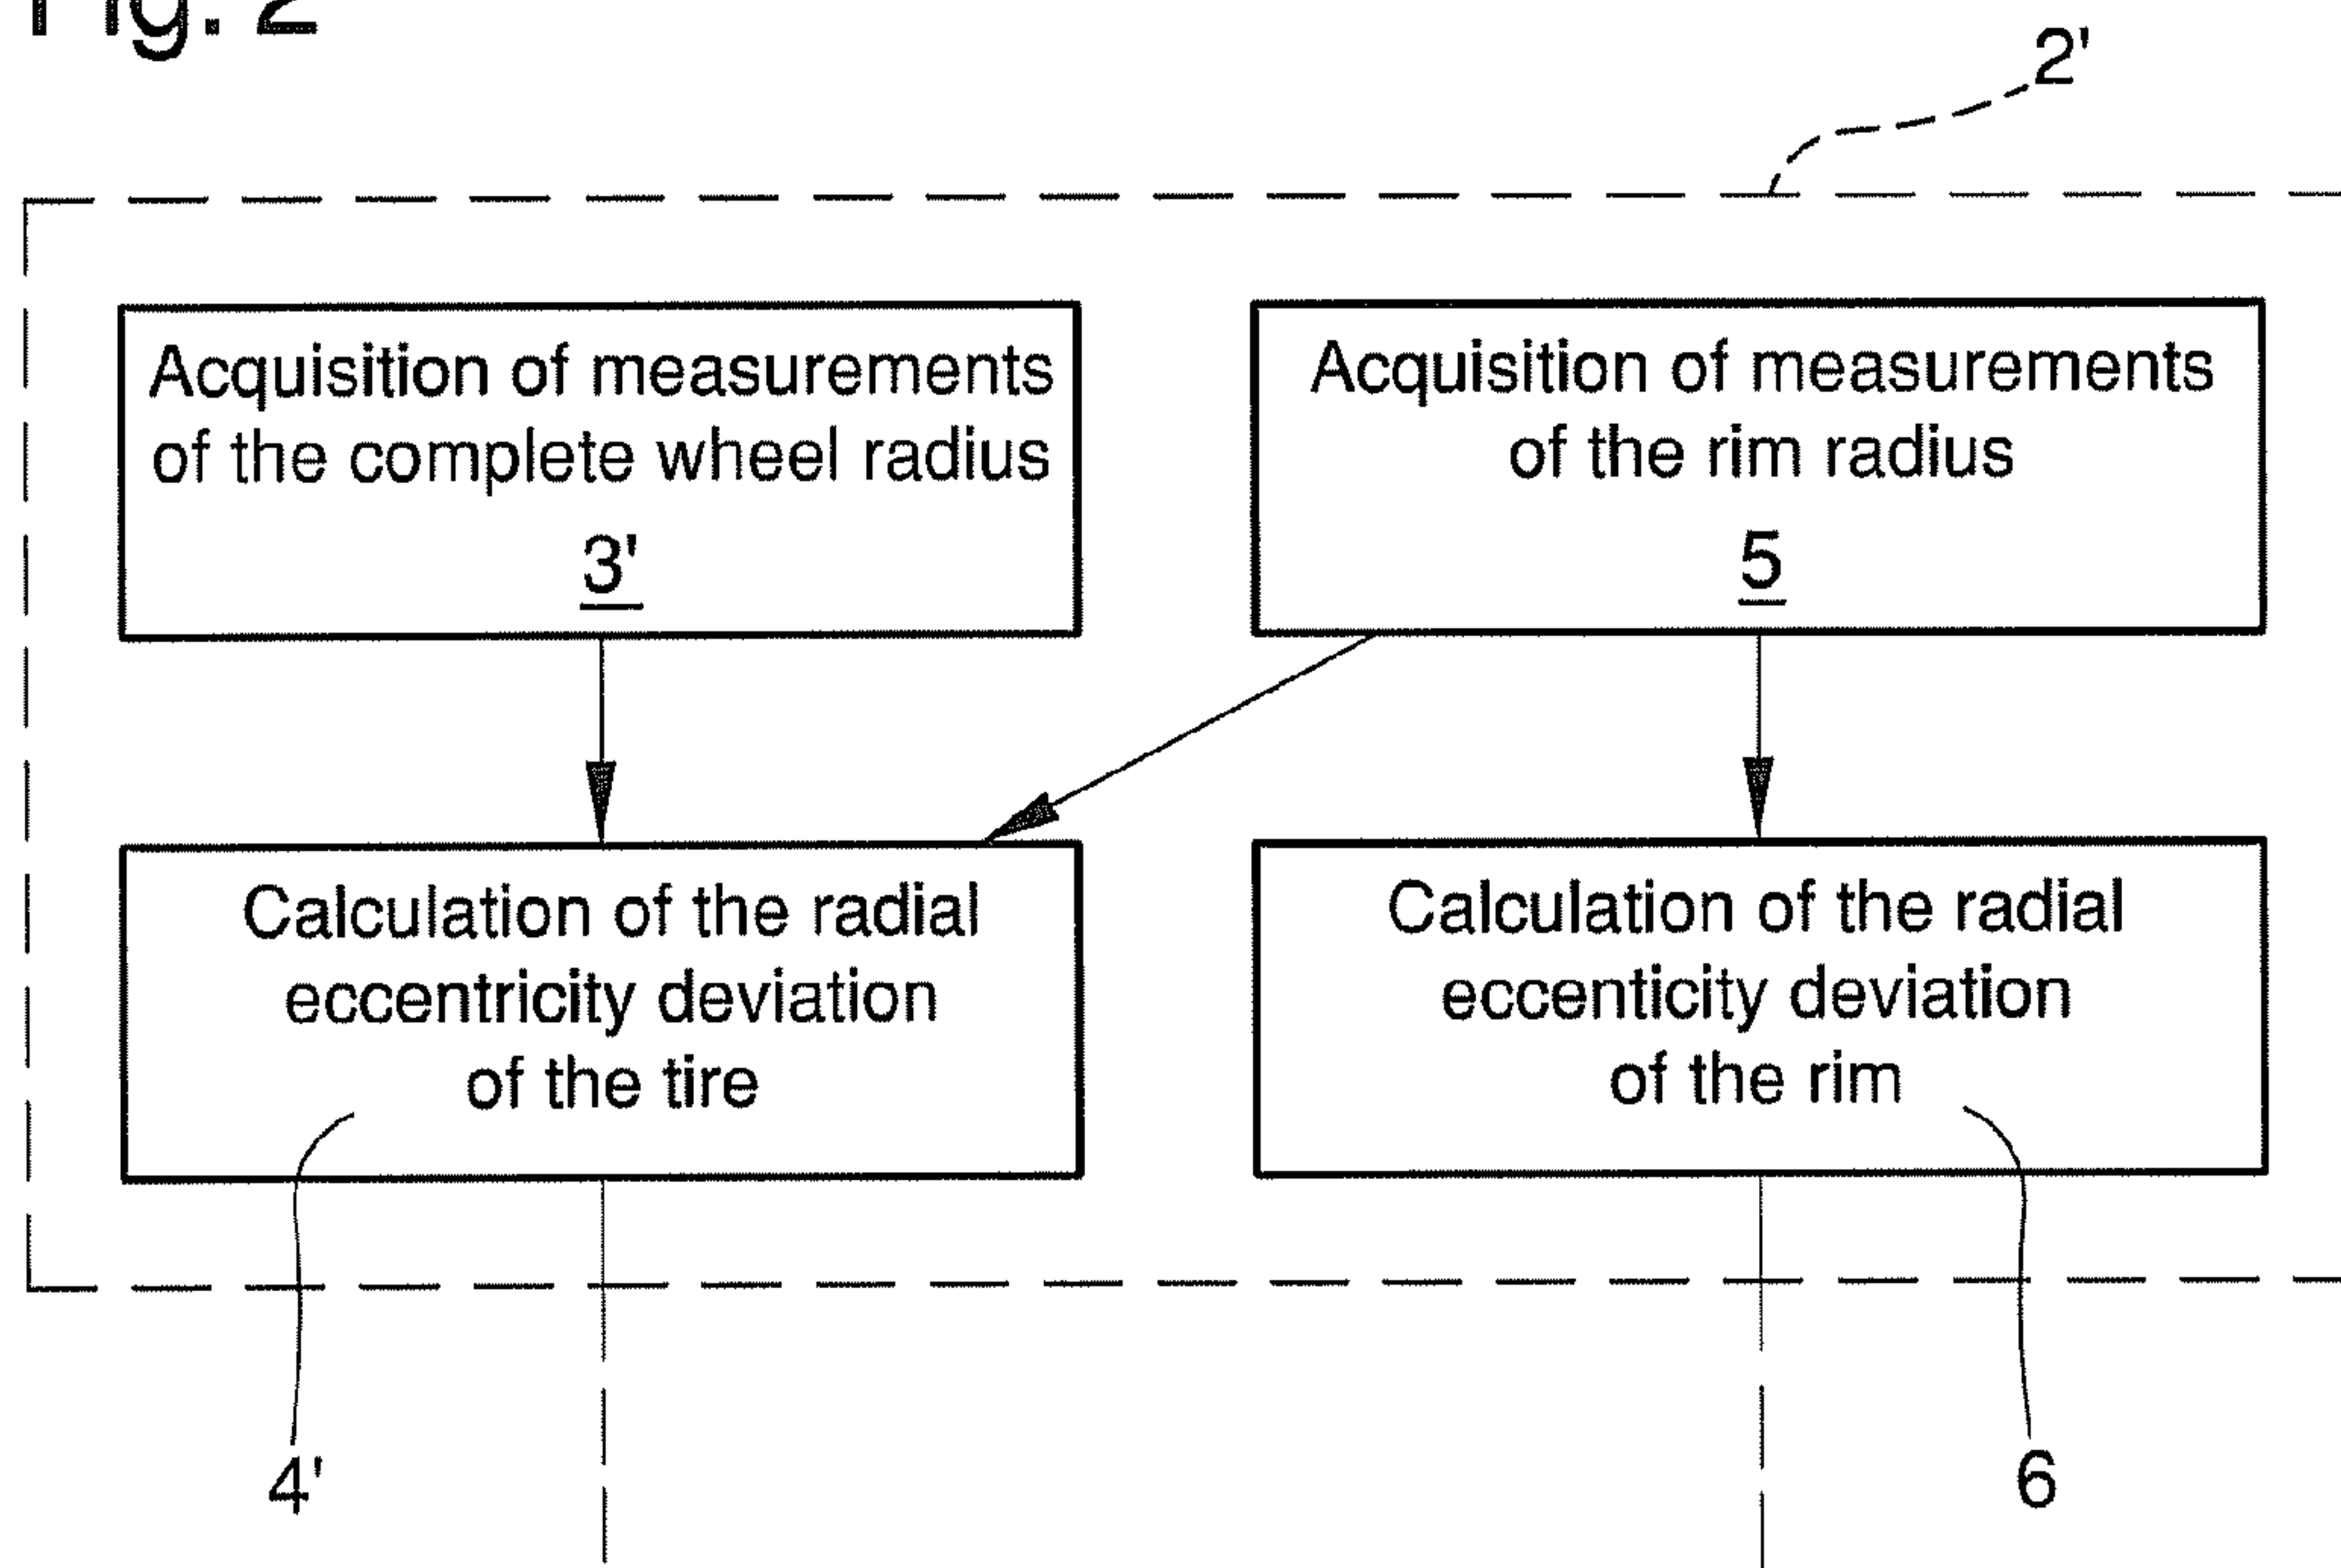 Fig. 2
2'
Acquisition of measurements
of the complete wheel radius
3'
Acquisition of measurements
of the rim radius
5
Calculation of the radial
eccentricity deviation
of the tire
Calculation of the radial
eccenticity deviation
of the rim
4'
6